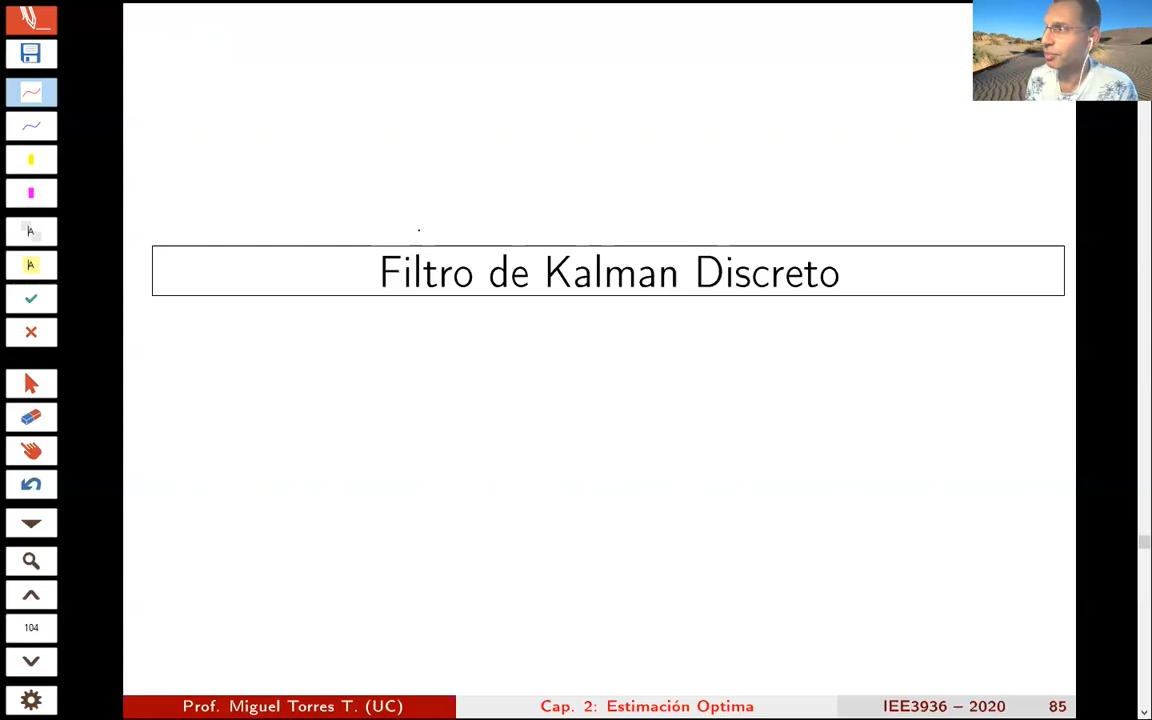 A
A
Filtro de Kalman Discreto
104
Prof. Miguel Torres T. (UC)
Cap. 2: Estimación Optima
IEE3936 – 2020
85